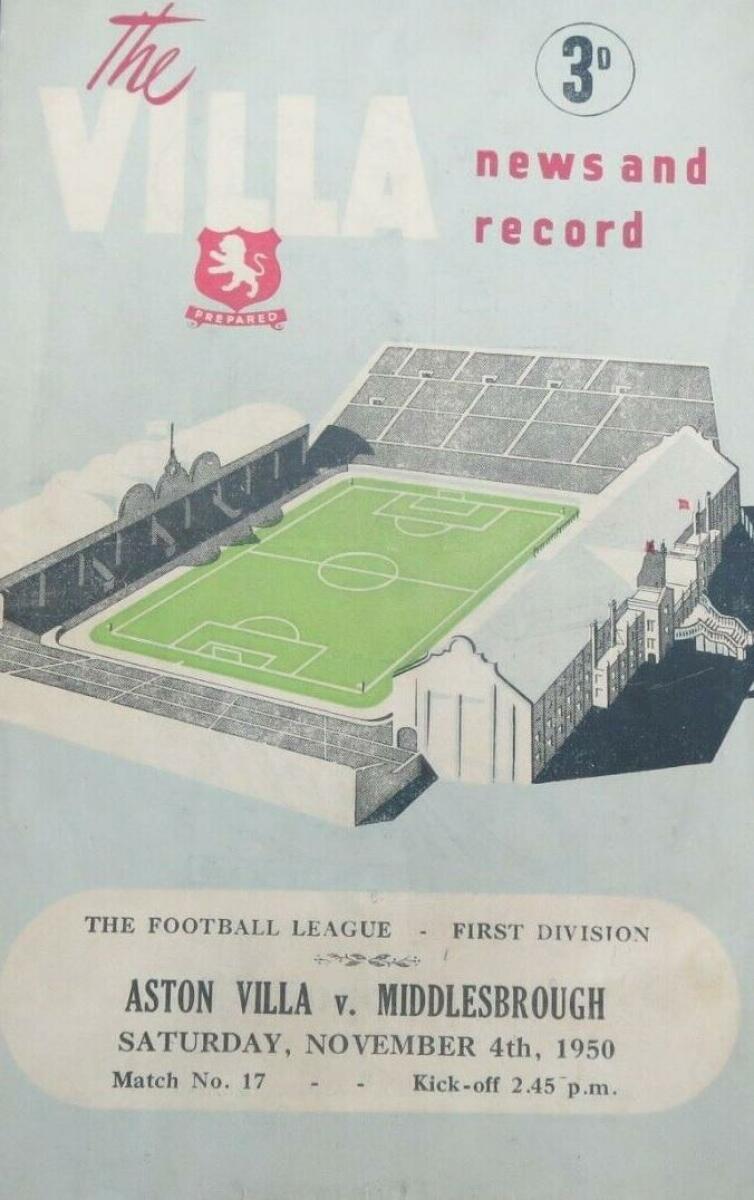 The
VILLA
3D
news and
record
PREPARED
THE FOOTBALL LEAGUE - FIRST DIVISION
ASTON VILLA v. MIDDLESBROUGH
SATURDAY, NOVEMBER 4th, 1950
Match No. 17 - - Kick-off 2.45 p.m.